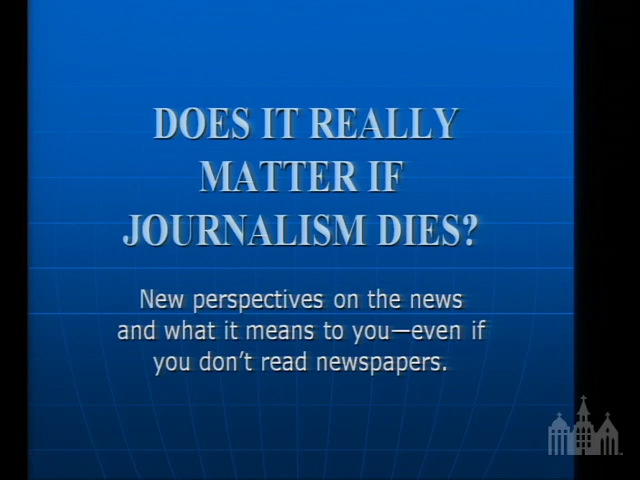 DOES IT REALLY
MATTER IF
JOURNALISM DIES?
New perspectives on the news
and what it means to you—even if
you don't read newspapers.